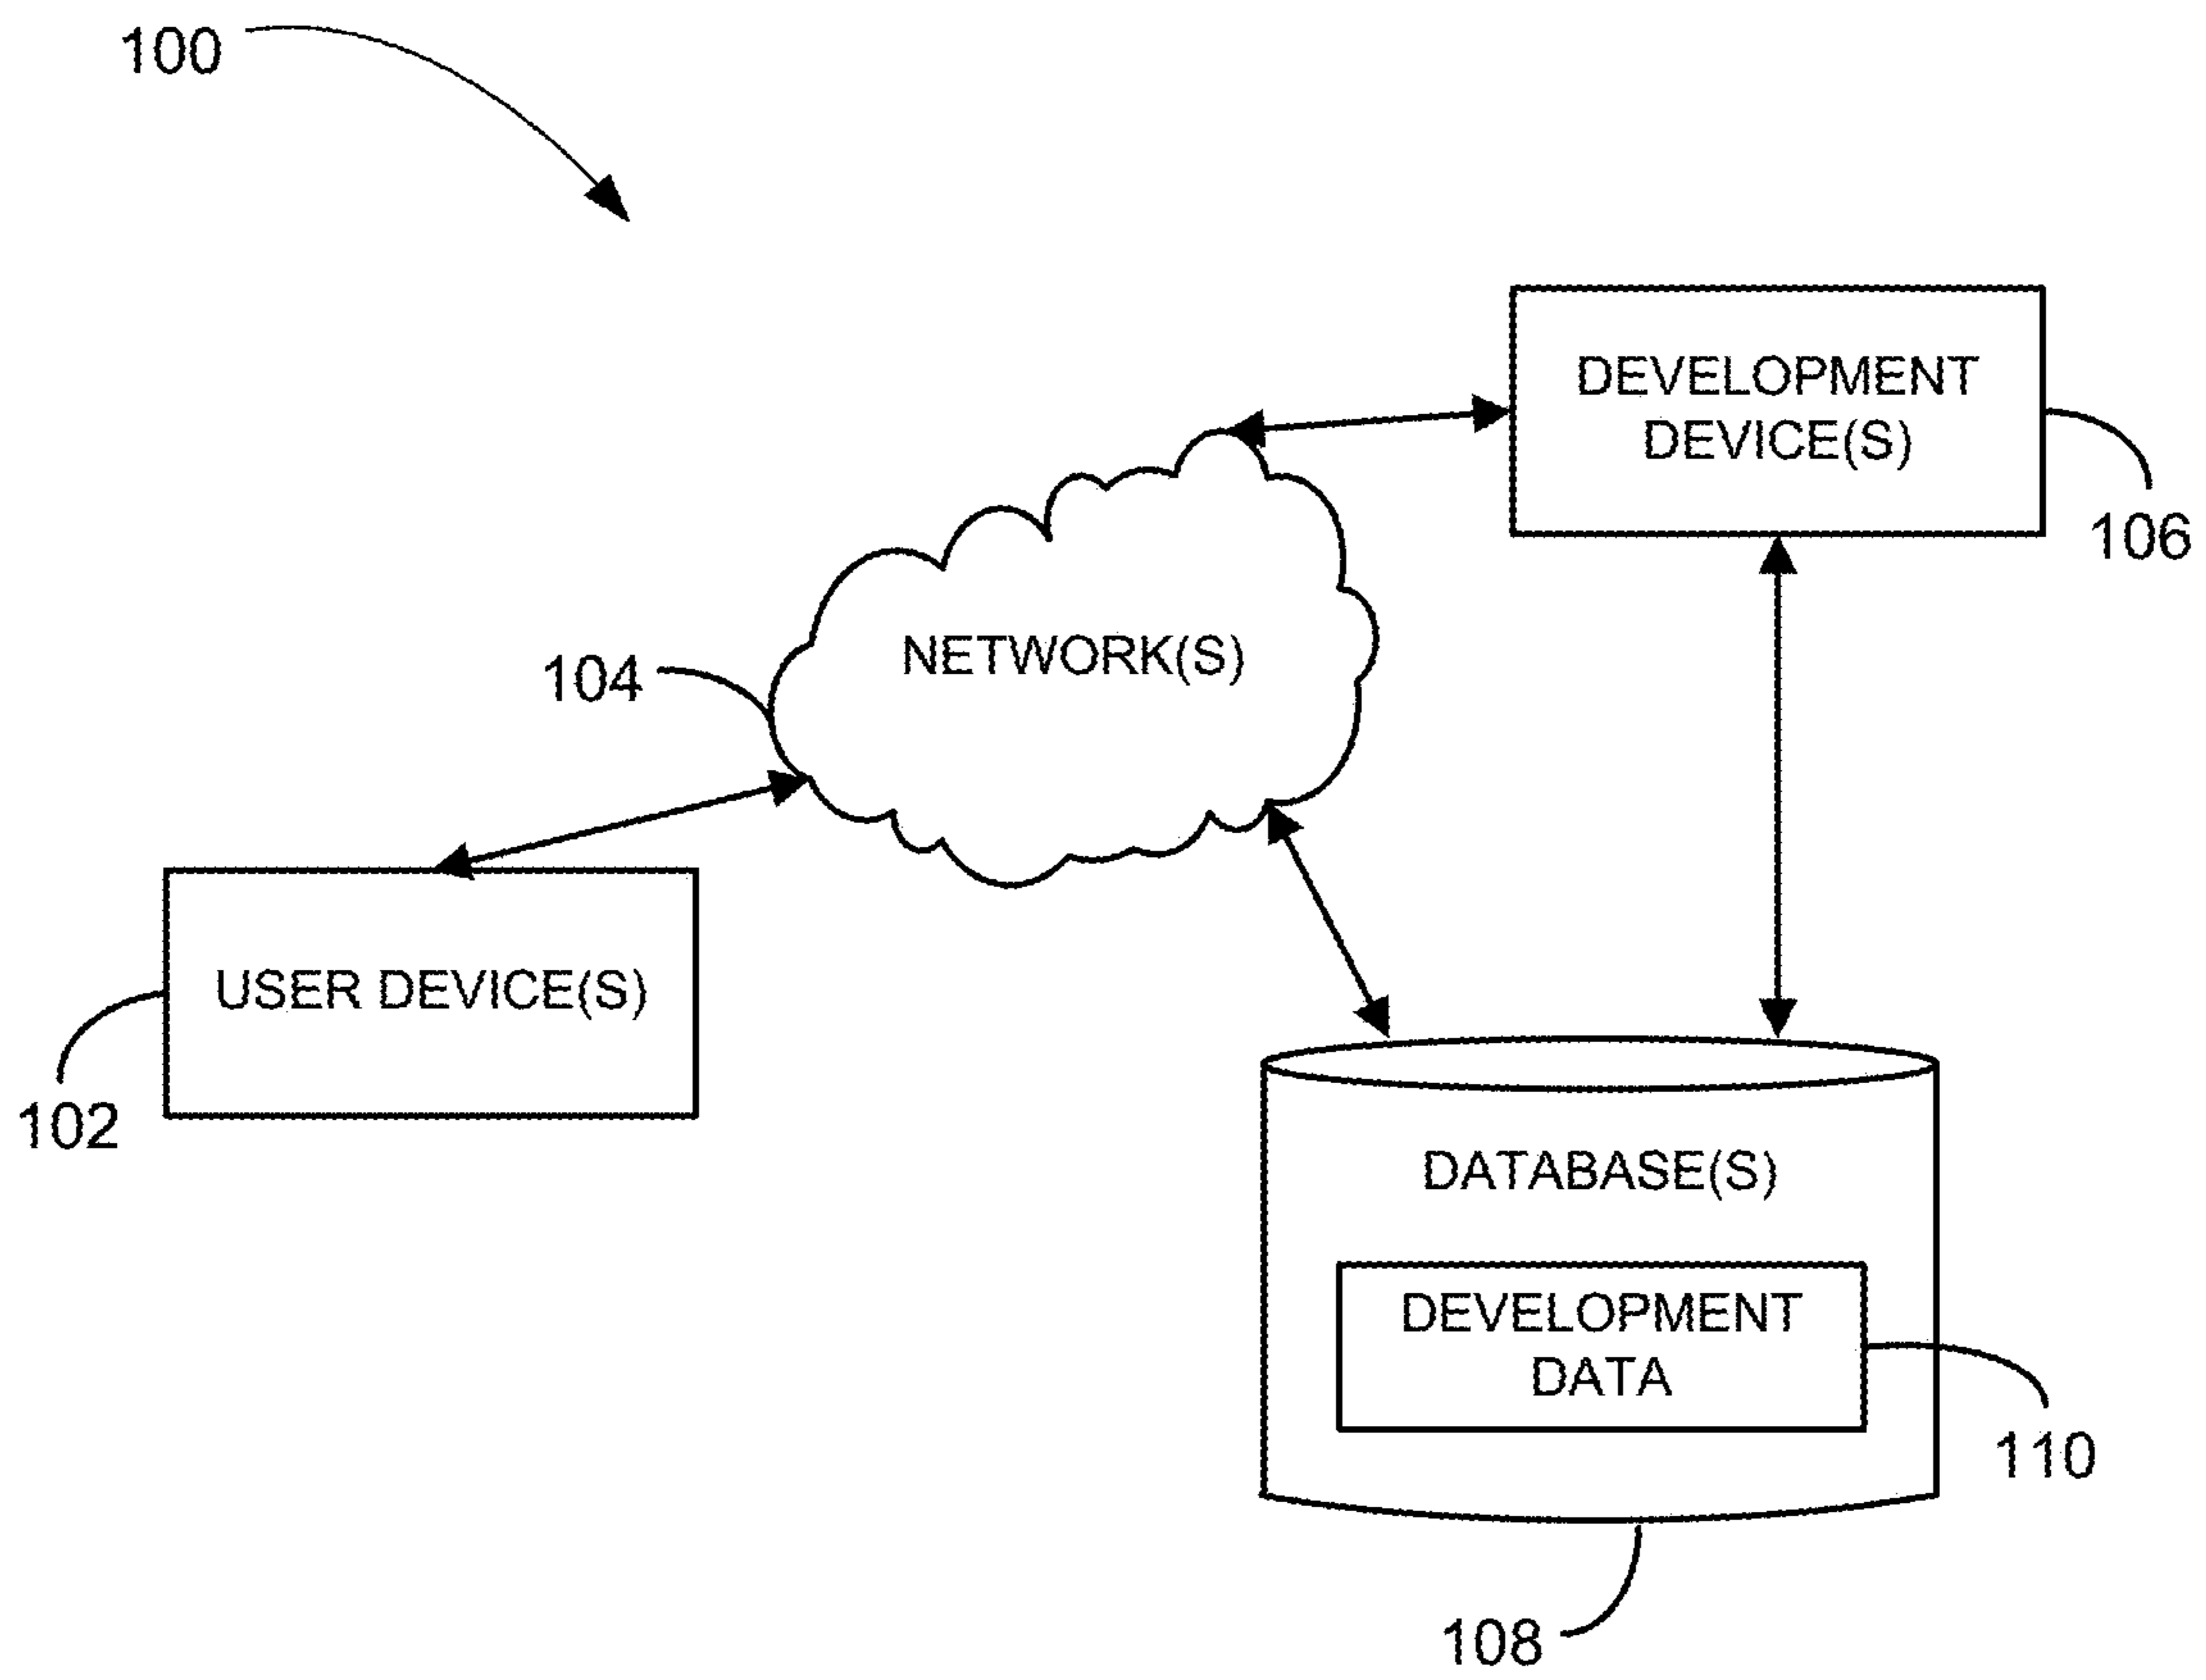 100
DEVELOPMENT
DEVICE(S)
106
NETWORK(S)
104
USER DEVICE(S)
102
DATABASE(S)
DEVELOPMENT
DATA
110
108